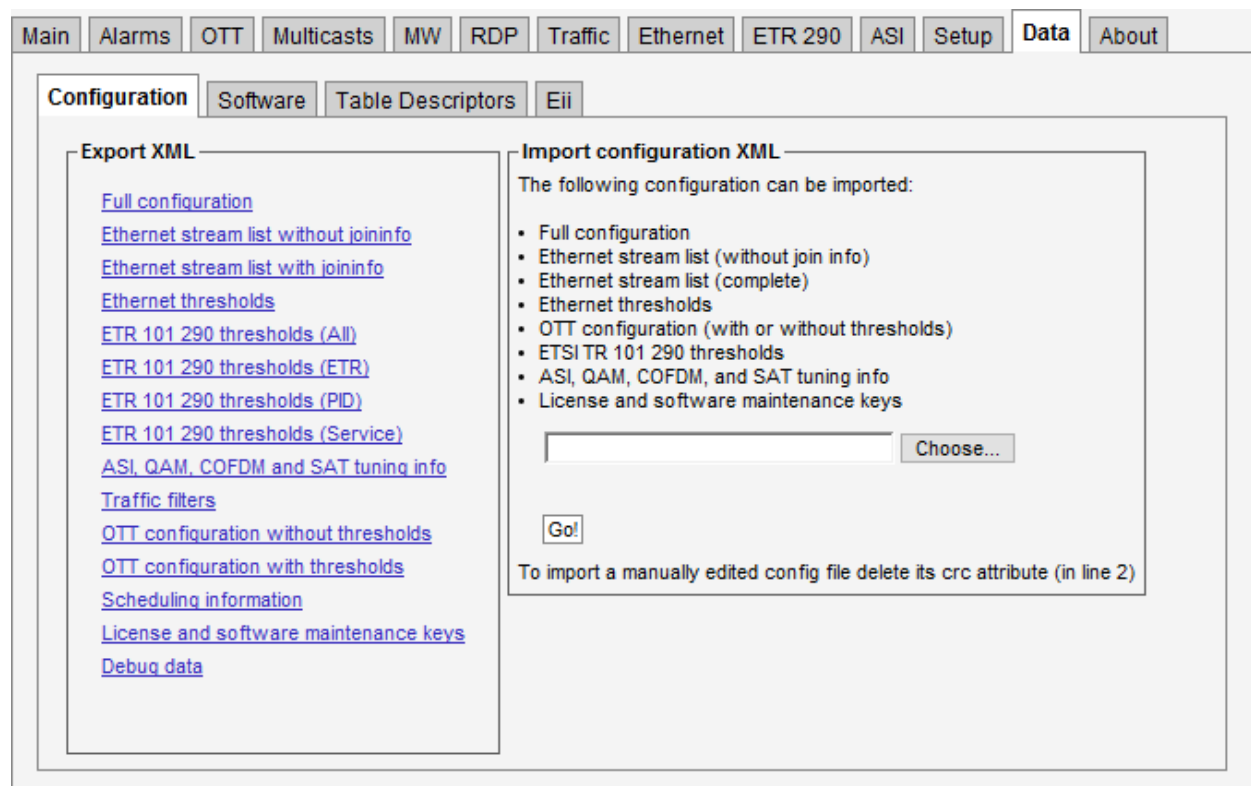 Main Alarms OTT Multicasts MW RDP Traffic Ethernet ETR 290 ASI Setup Data About
Configuration Software Table Descriptors Eii
Export XML
Full configuration
Ethernet stream list without joininfo
Ethernet stream list with joininfo
Ethernet thresholds
ETR 101 290 thresholds (All)
ETR 101 290 thresholds (ETR)
ETR 101 290 thresholds (PID)
ETR 101 290 thresholds (Service)
ASI, QAM, COFDM and SAT tuning info
Traffic filters
OTT configuration without thresholds
OTT configuration with thresholds
Scheduling information
License and software maintenance keys
Debug data
Import configuration XML
The following configuration can be imported:
• Full configuration
• Ethernet stream list (without join info)
• Ethernet stream list (complete)
• Ethernet thresholds
• OTT configuration (with or without thresholds)
• ETSI TR 101 290 thresholds
• ASI, QAM, COFDM, and SAT tuning info
• License and software maintenance keys
Choose...
Go!
To import a manually edited config file delete its crc attribute (in line 2)